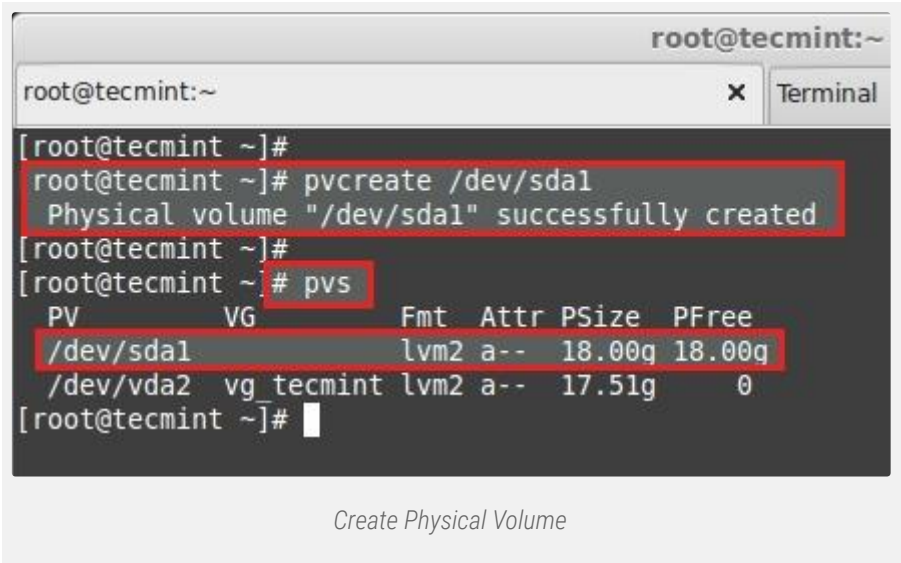 root@tecmint:~
root@tecmint:~ × Terminal
[root@tecmint ~]#
root@tecmint ~]# pvcreate /dev/sda1
Physical volume "/dev/sda1" successfully created
[root@tecmint ~]#
[root@tecmint ~]# pvs
PV VG Fmt Attr PSize PFree
/dev/sda1 lvm2 a-- 18.00g 18.00g
/dev/vda2 vg_tecmint lvm2 a-- 17.51g 0
[root@tecmint ~]#
Create Physical Volume